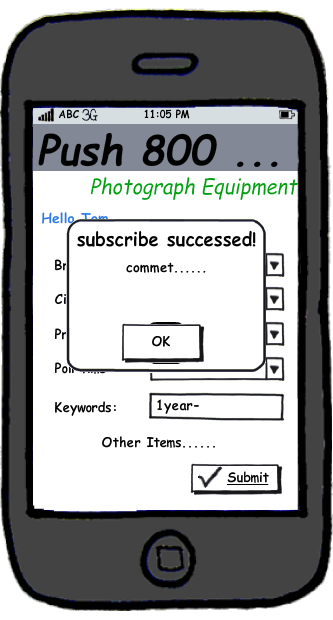 ABC 3G 11:05 PM
Push 800 ...
Photograph Equipment
Hello Tom
subscribe successed!
commet......
Br
Ci
Pr
OK
Keywords: 1year-
Other Items......
Submit